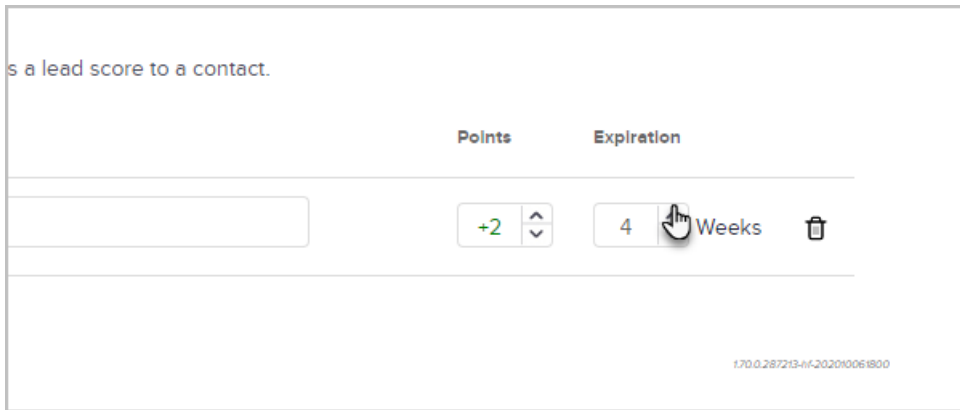 s a lead score to a contact.
Points Expiration
+2 4 Weeks
1.70.0.287213-hf-202010061800